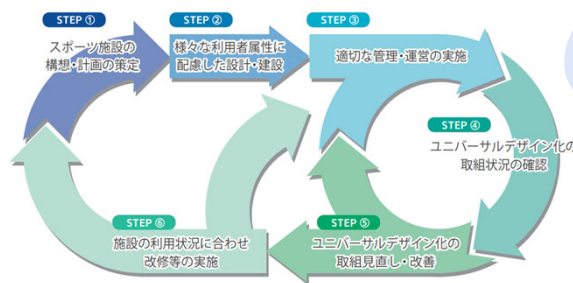 STEP ①
スポーツ施設の
構想・計画の策定
STEP ②
様々な利用者属性に
配慮した設計・建設
STEP ③
適切な管理・運営の実施
STEP ④
ユニバーサルデザイン化の
取組状況の確認
STEP ⑤
ユニバーサルデザイン化の
取組見直し・改善
STEP ⑥
施設の利用状況に合わせ
改修等の実施